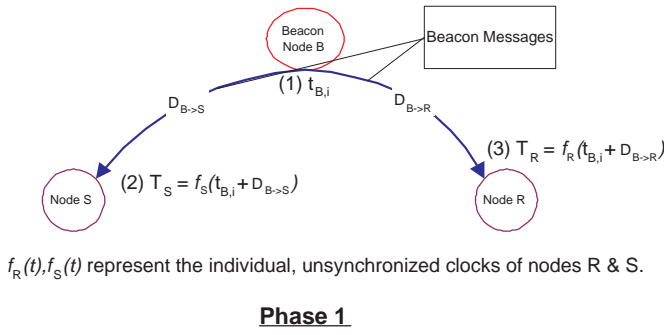 Beacon
Node B
Beacon Messages
(1) t_B,i
D_B->S
D_B->R
(3) T_R = f_R(t_B,i + D_B->R)
(2) T_S = f_S(t_B,i + D_B->S)
Node S
Node R
f_R(t),f_S(t) represent the individual, unsynchronized clocks of nodes R & S.
Phase 1